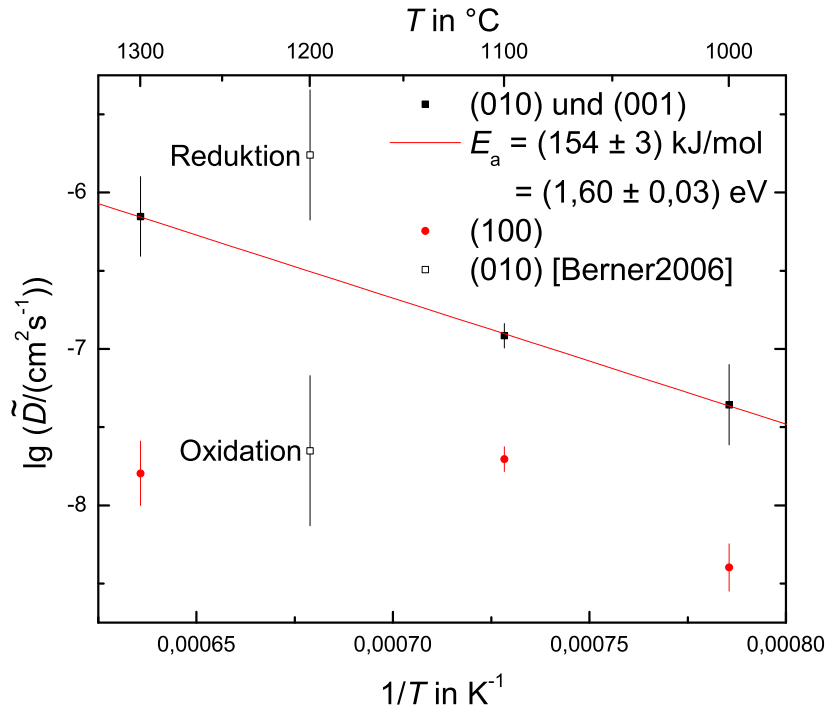 T in °C
1300 1200 1100 1000
(010) und (001)
Eₐ = (154 ± 3) kJ/mol
= (1,60 ± 0,03) eV
(100)
(010) [Berner2006]
Reduktion
Oxidation
-6
-7
-8
lg (D̃/(cm²s⁻¹))
0,00065 0,00070 0,00075 0,00080
1/T in K⁻¹